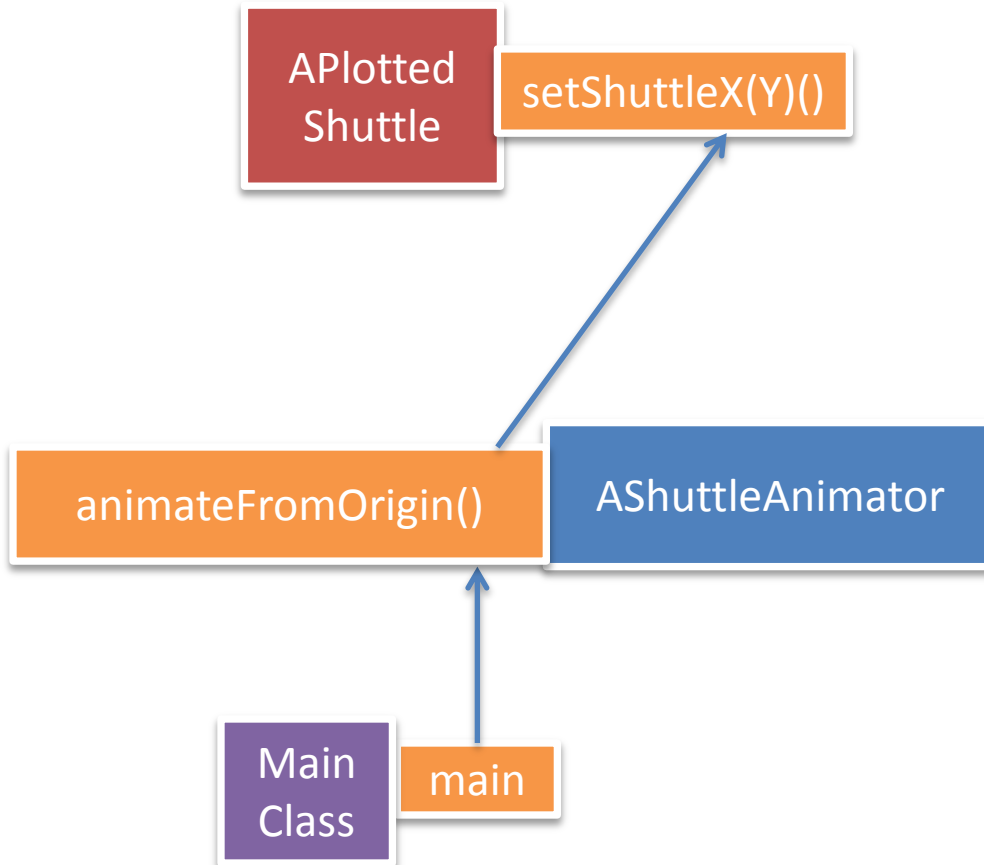 APlotted
Shuttle
setShuttleX(Y)()
animateFromOrigin()
AShuttleAnimator
Main
Class
main